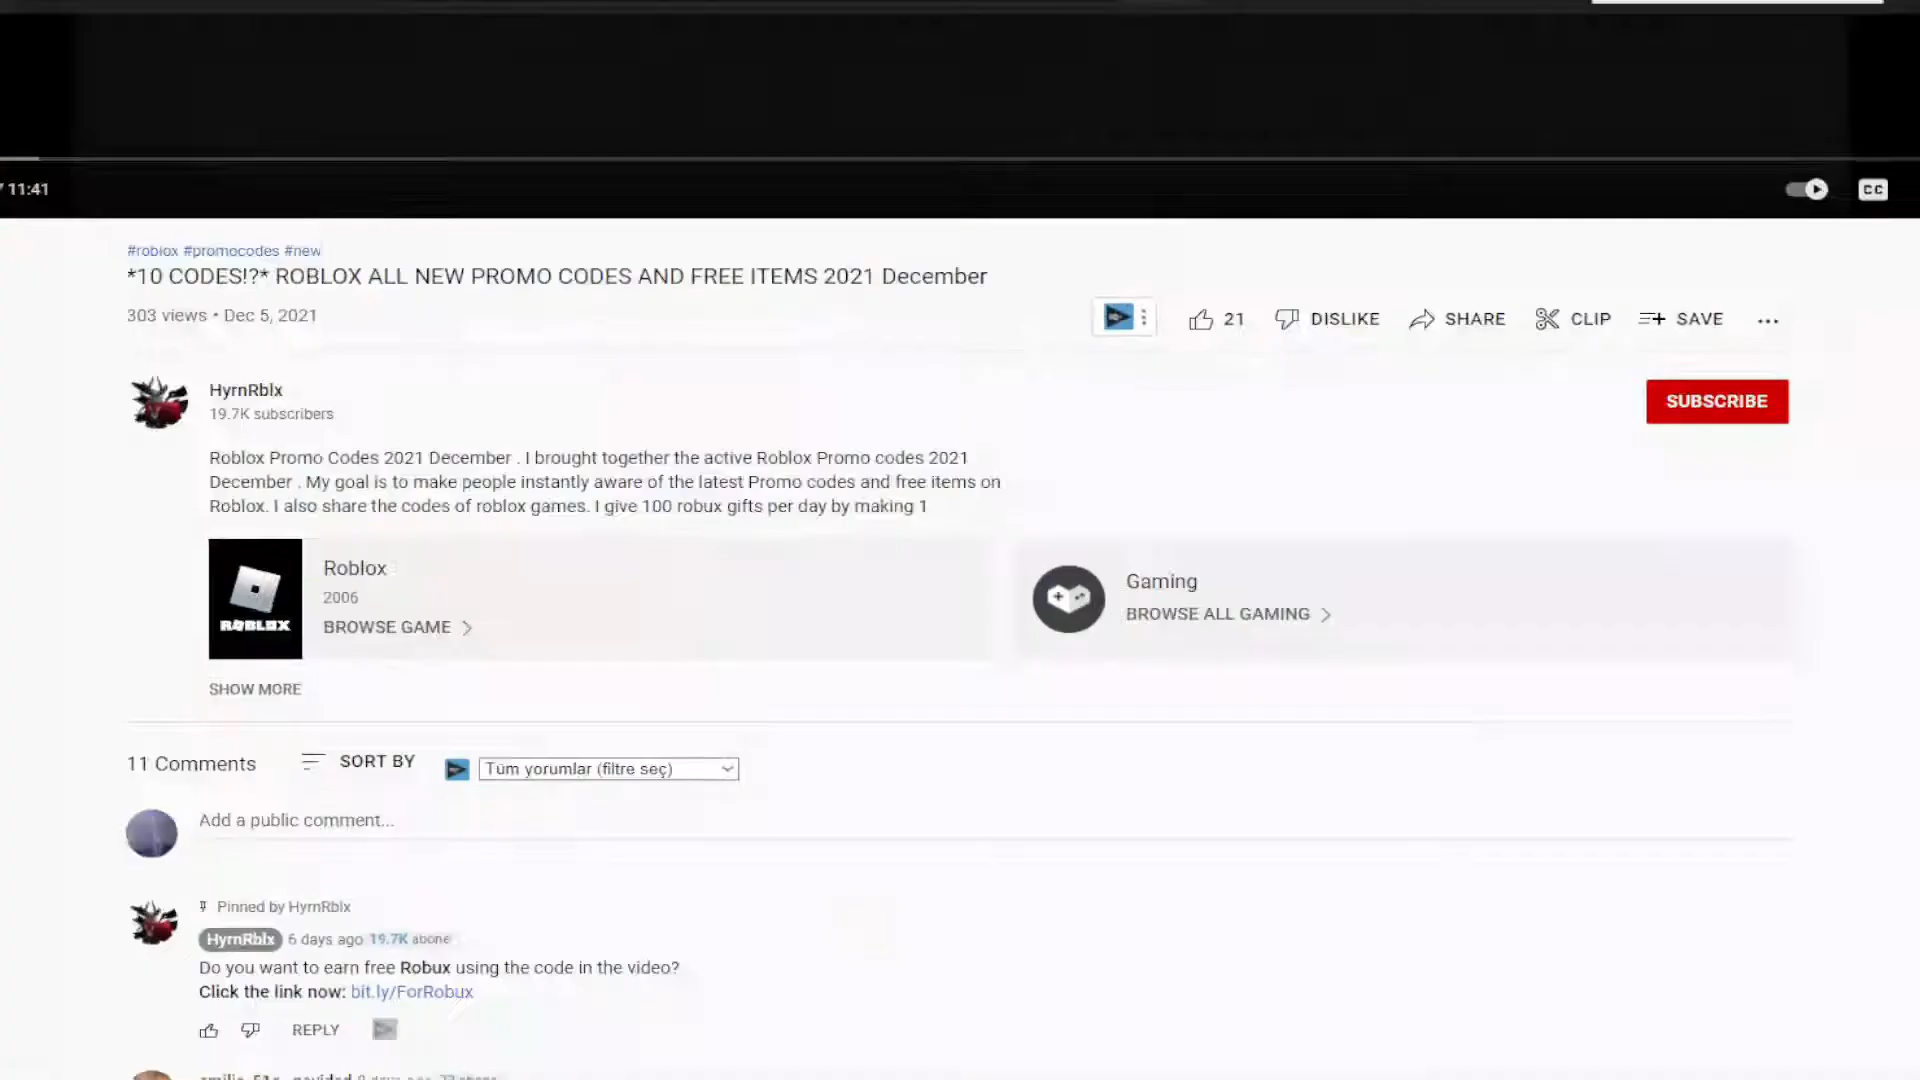 11:41
CC
#roblox #promocodes #new
*10 CODES!?* ROBLOX ALL NEW PROMO CODES AND FREE ITEMS 2021 December
303 views • Dec 5, 2021
21
DISLIKE
SHARE
CLIP
SAVE
HyrnRblx
19.7K subscribers
SUBSCRIBE
Roblox Promo Codes 2021 December . I brought together the active Roblox Promo codes 2021
December . My goal is to make people instantly aware of the latest Promo codes and free items on
Roblox. I also share the codes of roblox games. I give 100 robux gifts per day by making 1
ROBLOX
Roblox
2006
BROWSE GAME
Gaming
BROWSE ALL GAMING
SHOW MORE
11 Comments
SORT BY
Tüm yorumlar (filtre seç)
Add a public comment...
Pinned by HyrnRblx
HyrnRblx 6 days ago 19.7K abone
Do you want to earn free Robux using the code in the video?
Click the link now: bit.ly/ForRobux
REPLY